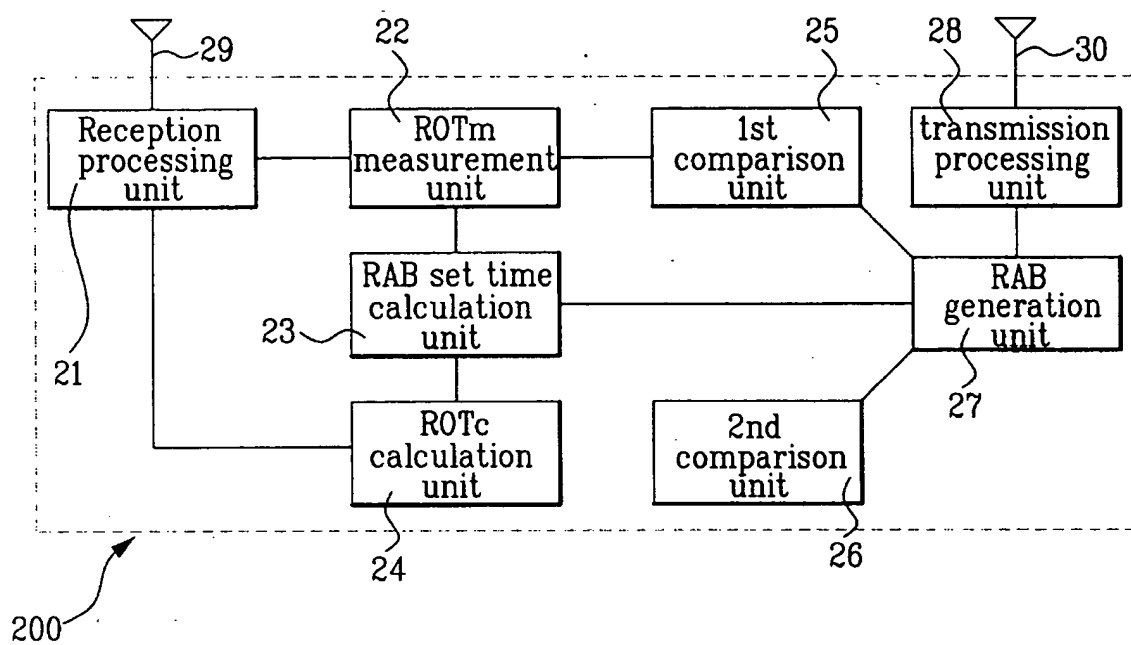 29
22
25
28
30
Reception
processing
unit
ROTm
measurement
unit
1st
comparison
unit
transmission
processing
unit
21
RAB set time
calculation
unit
23
RAB
generation
unit
27
ROTc
calculation
unit
24
2nd
comparison
unit
26
200